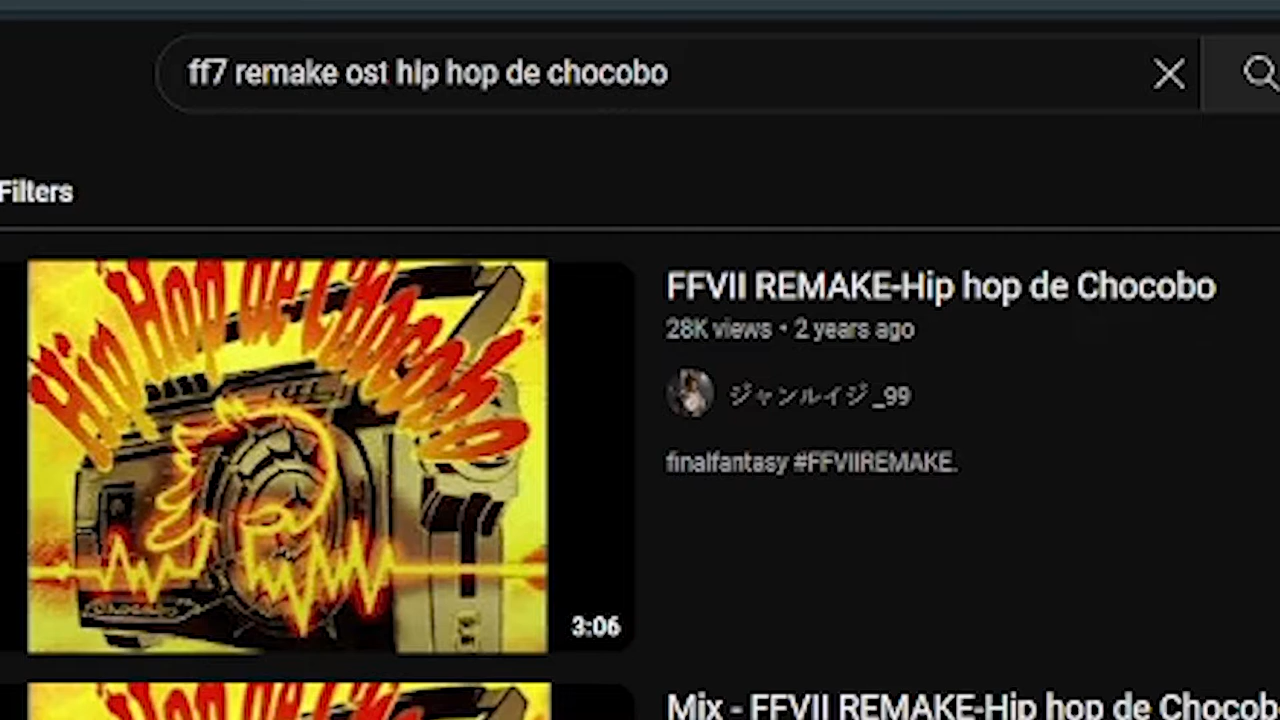 ff7 remake ost hip hop de chocobo
Filters
Hip Hop de Chocobo
FFVII REMAKE-Hip hop de Chocobo
28K views • 2 years ago
ジャンルイジ_99
finalfantasy #FFVIIREMAKE.
3:06
Mix - FFVII REMAKE-Hip hop de Chocob